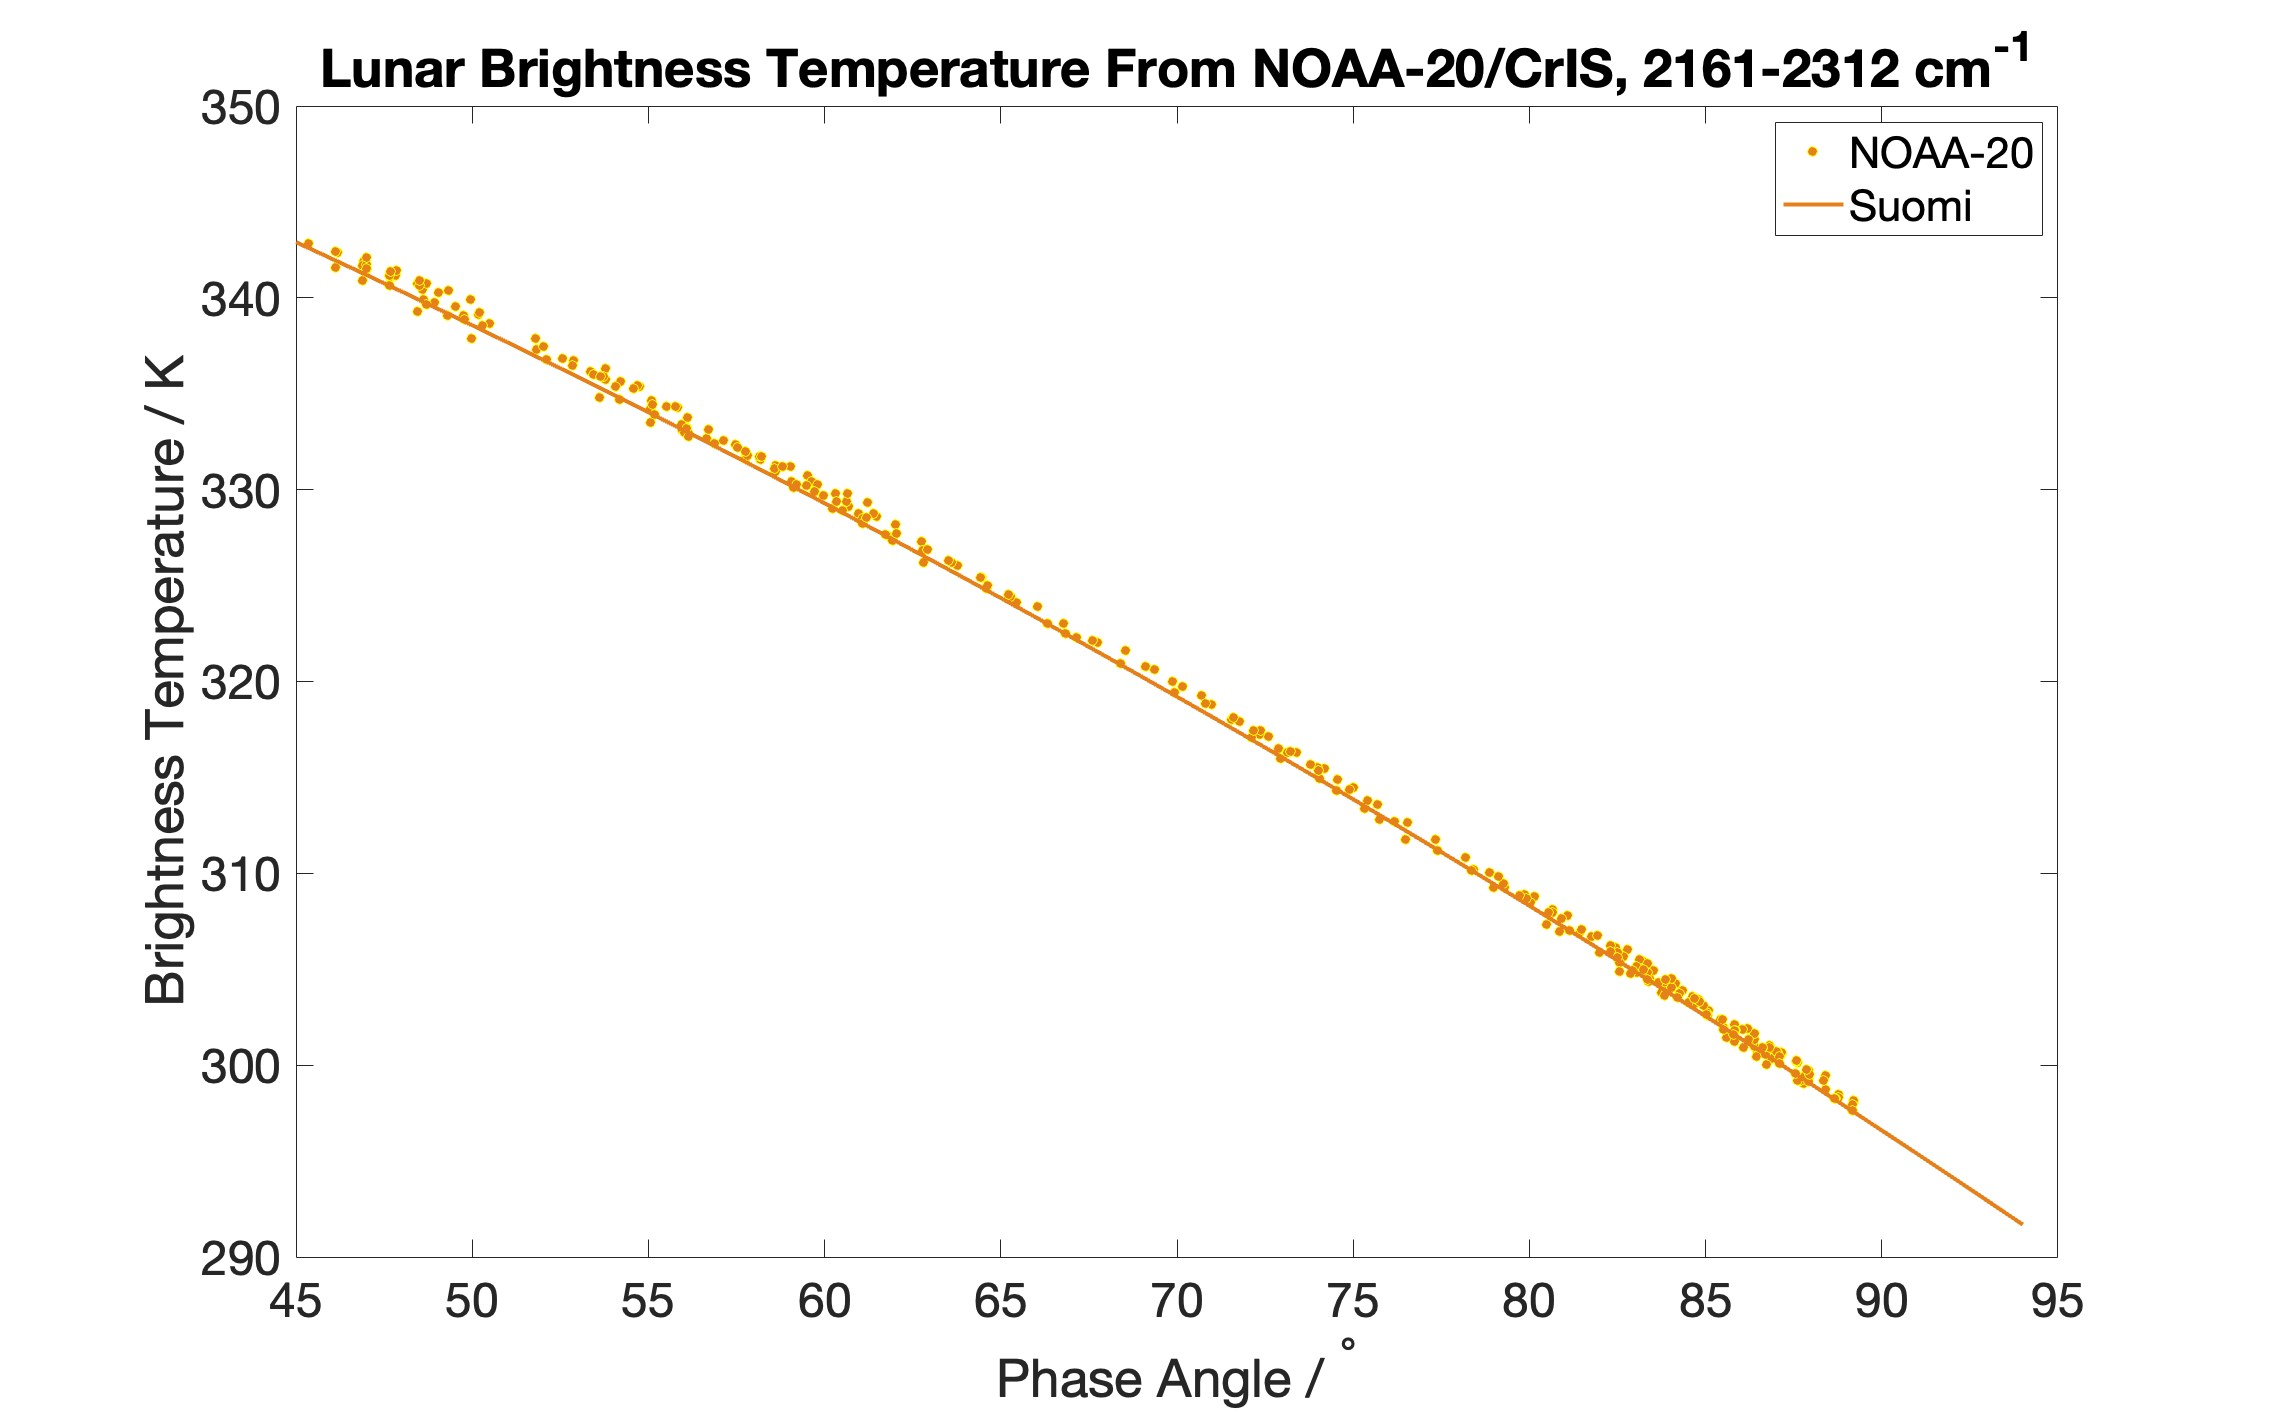 Lunar Brightness Temperature From NOAA-20/CrIS, 2161-2312 cm⁻¹
350
340
330
320
310
300
290
Brightness Temperature / K
NOAA-20
Suomi
45 50 55 60 65 70 75 80 85 90 95
Phase Angle / °